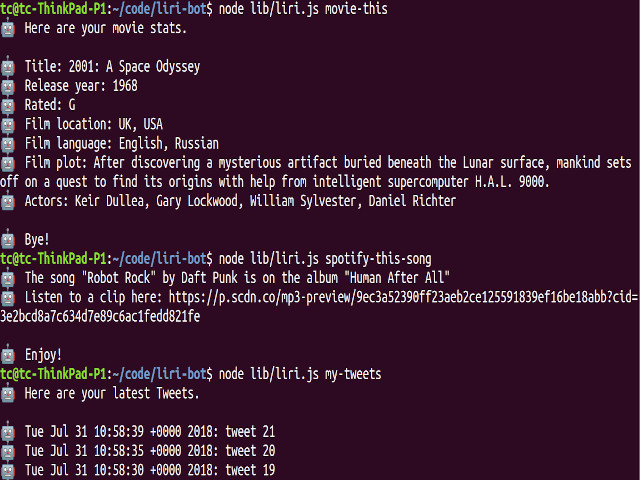 tc@tc-ThinkPad-P1:~/code/liri-bot$ node lib/liri.js movie-this
🤖 Here are your movie stats.
🤖 Title: 2001: A Space Odyssey
🤖 Release year: 1968
🤖 Rated: G
🤖 Film location: UK, USA
🤖 Film language: English, Russian
🤖 Film plot: After discovering a mysterious artifact buried beneath the Lunar surface, mankind sets
off on a quest to find its origins with help from intelligent supercomputer H.A.L. 9000.
🤖 Actors: Keir Dullea, Gary Lockwood, William Sylvester, Daniel Richter
🤖 Bye!
tc@tc-ThinkPad-P1:~/code/liri-bot$ node lib/liri.js spotify-this-song
🤖 The song "Robot Rock" by Daft Punk is on the album "Human After All"
🤖 Listen to a clip here: https://p.scdn.co/mp3-preview/9ec3a52390ff23aeb2ce125591839ef16be18abb?cid=
3e2bcd8a7c634d7e89c6ac1fedd821fe
🤖 Enjoy!
tc@tc-ThinkPad-P1:~/code/liri-bot$ node lib/liri.js my-tweets
🤖 Here are your latest Tweets.
🤖 Tue Jul 31 10:58:39 +0000 2018: tweet 21
🤖 Tue Jul 31 10:58:35 +0000 2018: tweet 20
🤖 Tue Jul 31 10:58:30 +0000 2018: tweet 19